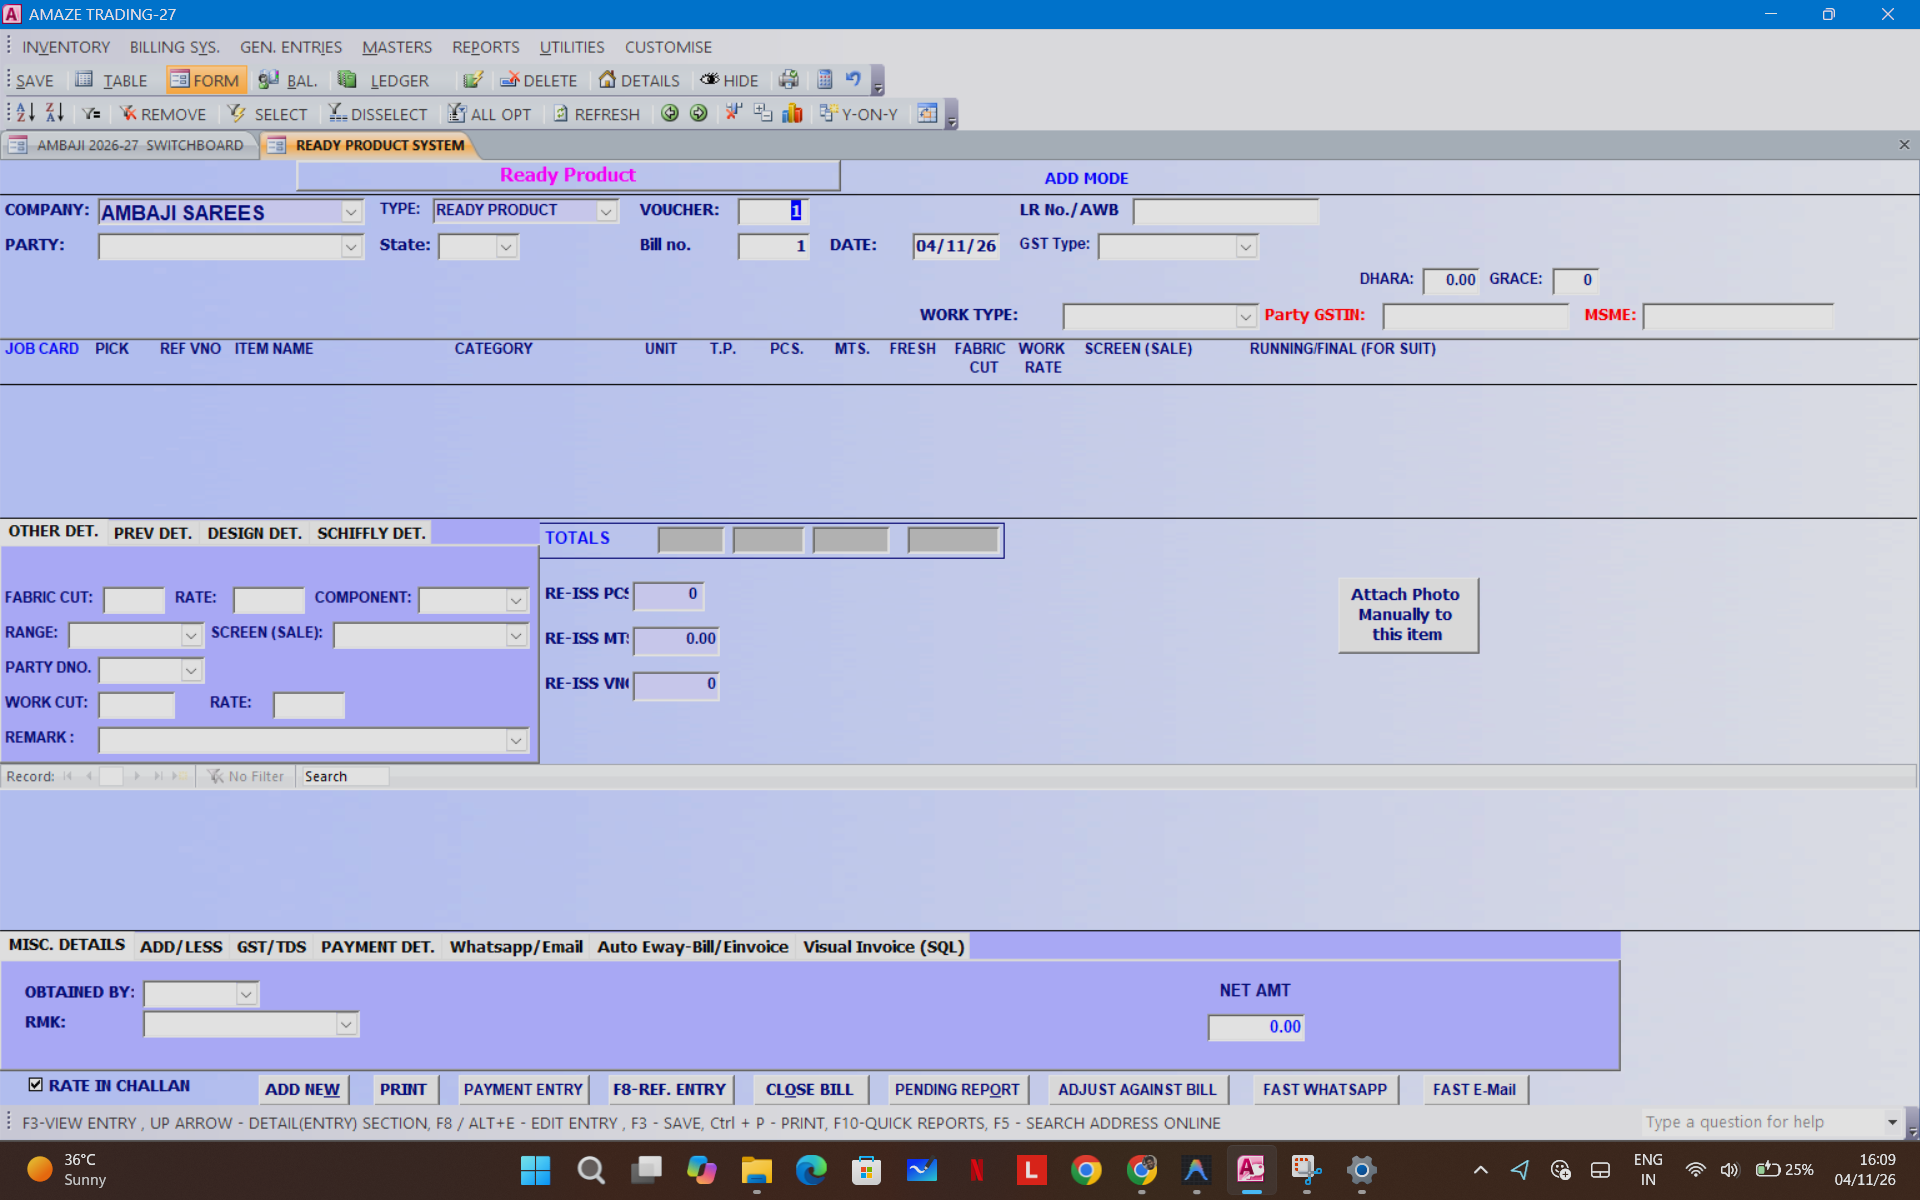 AMAZE TRADING-27
INVENTORY BILLING SYS. GEN. ENTRIES MASTERS REPORTS UTILITIES CUSTOMISE
SAVE TABLE FORM BAL. LEDGER DELETE DETAILS HIDE
REMOVE SELECT DISSELECT ALL OPT REFRESH Y-ON-Y
AMBAJI 2026-27 SWITCHBOARD READY PRODUCT SYSTEM
Ready Product ADD MODE
COMPANY: AMBAJI SAREES TYPE: READY PRODUCT VOUCHER: 1 LR No./AWB
PARTY: State: Bill no. 1 DATE: 04/11/26 GST Type:
DHARA: 0.00 GRACE: 0
WORK TYPE: Party GSTIN: MSME:
JOB CARD PICK REF VNO ITEM NAME CATEGORY UNIT T.P. PCS. MTS. FRESH FABRIC CUT WORK RATE SCREEN (SALE) RUNNING/FINAL (FOR SUIT)
OTHER DET. PREV DET. DESIGN DET. SCHIFFLY DET. TOTALS
FABRIC CUT: RATE: COMPONENT:
RANGE: SCREEN (SALE):
PARTY DNO.
WORK CUT: RATE:
REMARK :
RE-ISS PCS 0
RE-ISS MT 0.00
RE-ISS VN 0
Attach Photo
Manually to
this item
Record: No Filter Search
MISC. DETAILS ADD/LESS GST/TDS PAYMENT DET. Whatsapp/Email Auto Eway-Bill/Einvoice Visual Invoice (SQL)
OBTAINED BY: NET AMT
RMK: 0.00
RATE IN CHALLAN ADD NEW PRINT PAYMENT ENTRY F8-REF. ENTRY CLOSE BILL PENDING REPORT ADJUST AGAINST BILL FAST WHATSAPP FAST E-Mail
F3-VIEW ENTRY , UP ARROW - DETAIL(ENTRY) SECTION, F8 / ALT+E - EDIT ENTRY , F3 - SAVE, Ctrl + P - PRINT, F10-QUICK REPORTS, F5 - SEARCH ADDRESS ONLINE Type a question for help
36°C
Sunny
ENG
IN
25%
16:09
04/11/26